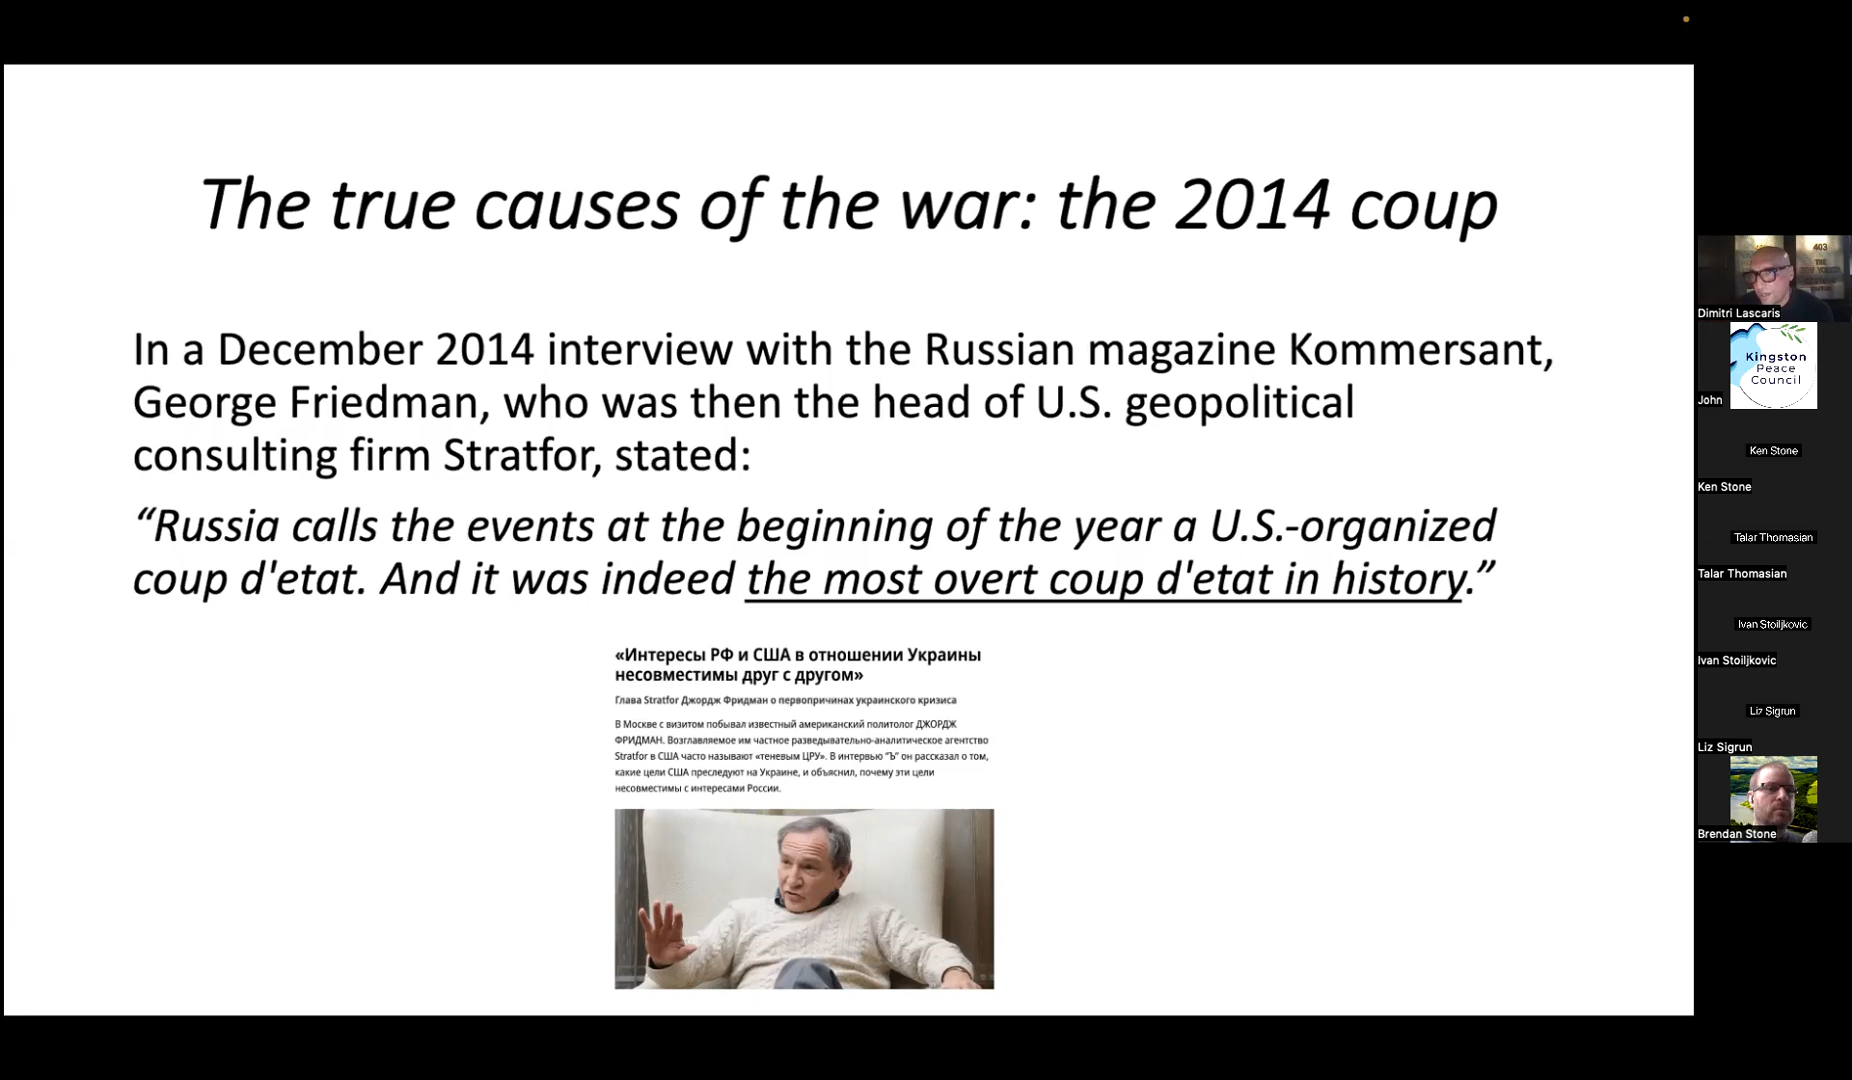 The true causes of the war: the 2014 coup
In a December 2014 interview with the Russian magazine Kommersant,
George Friedman, who was then the head of U.S. geopolitical
consulting firm Stratfor, stated:
“Russia calls the events at the beginning of the year a U.S.-organized
coup d'etat. And it was indeed the most overt coup d'etat in history.”
«Интересы РФ и США в отношении Украины
несовместимы друг с другом»
Глава Stratfor Джордж Фридман о первопричинах украинского кризиса
В Москве с визитом побывал известный американский политолог ДЖОРДЖ
ФРИДМАН. Возглавляемое им частное разведывательно-аналитическое агентство
Stratfor в США часто называют «теневым ЦРУ». В интервью “Ъ” он рассказал о том,
какие цели США преследуют на Украине, и объяснил, почему эти цели
несовместимы с интересами России.
403
THE
Dimitri Lascaris
Kingston
Peace
Council
John
Ken Stone
Ken Stone
Talar Thomasian
Talar Thomasian
Ivan Stoiljkovic
Ivan Stoiljkovic
Liz Sigrun
Liz Sigrun
Brendan Stone